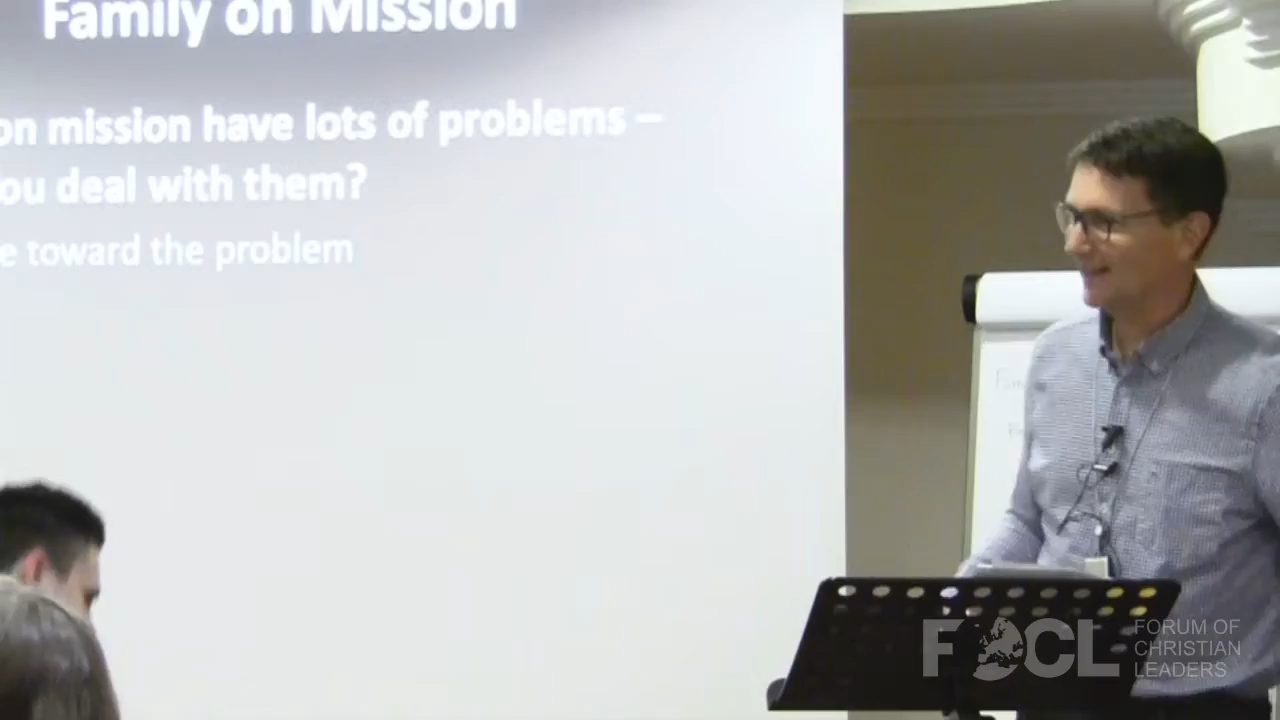 Family on Mission
on mission have lots of problems –
ou deal with them?
e toward the problem
FOCL FORUM OF
CHRISTIAN
LEADERS